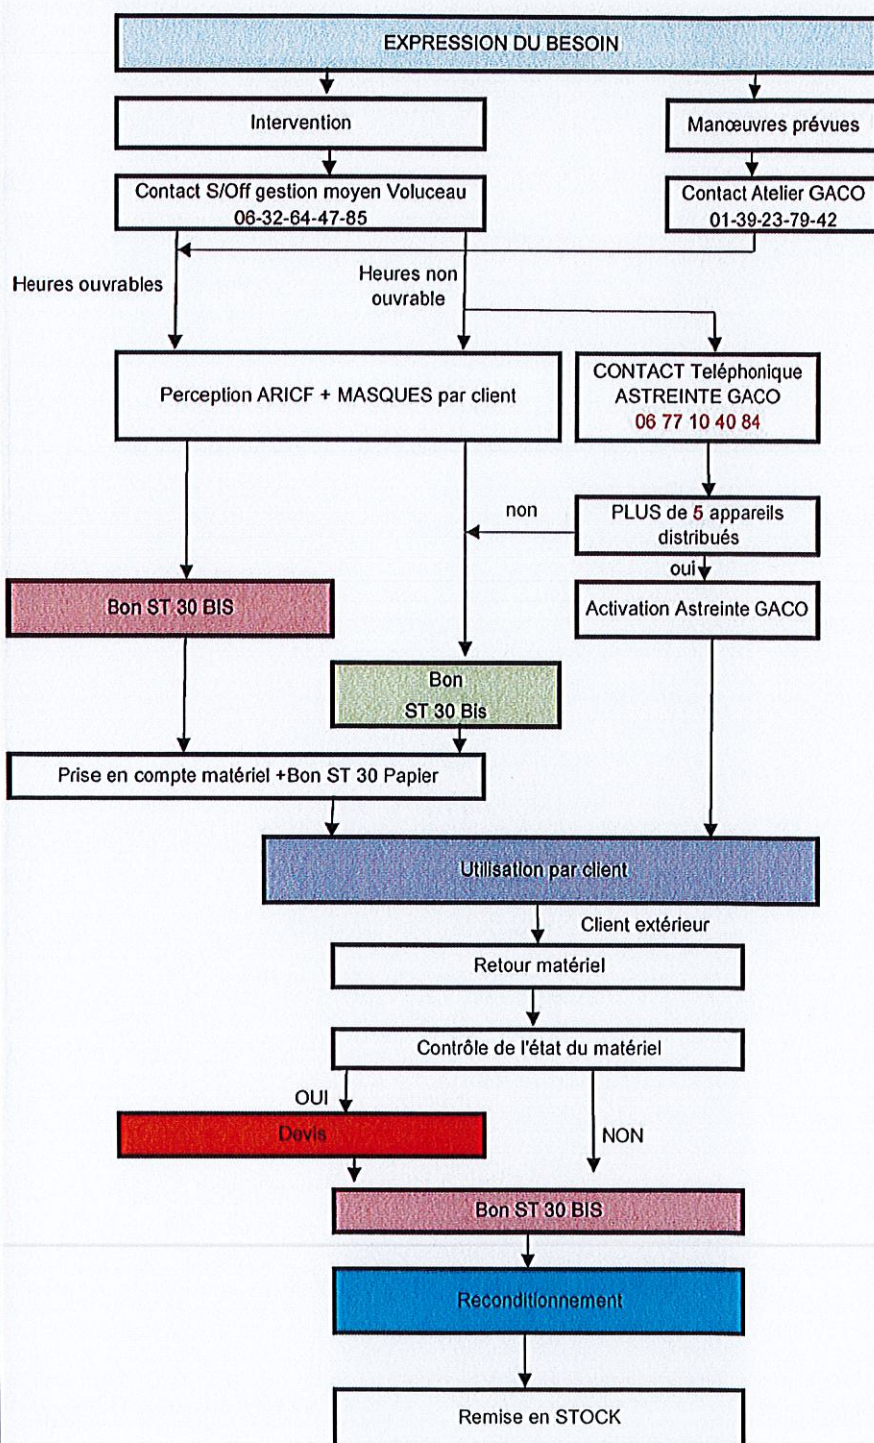 EXPRESSION DU BESOIN
Intervention
Manœuvres prévues
Contact S/Off gestion moyen Voluceau
06-32-64-47-85
Contact Atelier GACO
01-39-23-79-42
Heures ouvrables
Heures non
ouvrable
Perception ARICF + MASQUES par client
CONTACT Teléphonique
ASTREINTE GACO
06 77 10 40 84
non
PLUS de 5 appareils
distribués
oui
Bon ST 30 BIS
Activation Astreinte GACO
Bon
ST 30 Bis
Prise en compte matériel +Bon ST 30 Papier
Utilisation par client
Client extérieur
Retour matériel
Contrôle de l'état du matériel
OUI
Devis
NON
Bon ST 30 BIS
Reconditionnement
Remise en STOCK